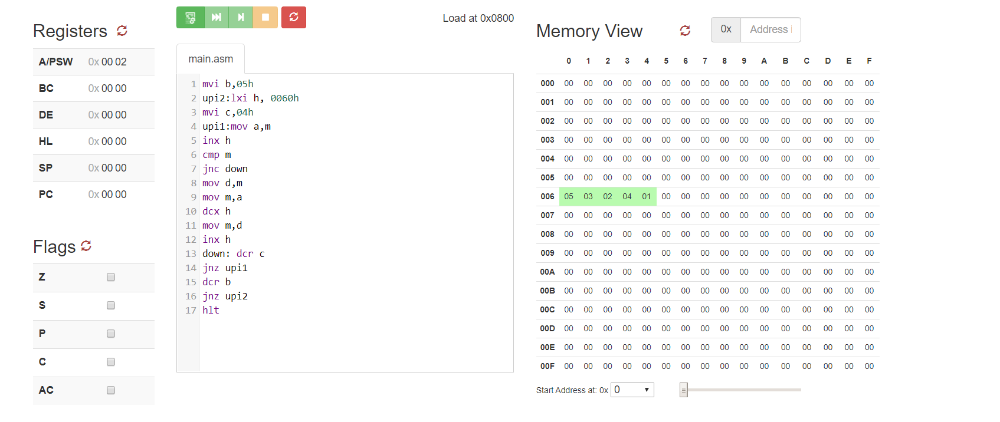 Registers
A/PSW 0x 00 02
BC 0x 00 00
DE 0x 00 00
HL 0x 00 00
SP 0x 00 00
PC 0x 00 00
Flags
Z
S
P
C
AC
Load at 0x0800
main.asm
1 mvi b,05h
2 upi2:lxi h, 0060h
3 mvi c,04h
4 upi1:mov a,m
5 inx h
6 cmp m
7 jnc down
8 mov d,m
9 mov m,a
10 dcx h
11 mov m,d
12 inx h
13 down: dcr c
14 jnz upi1
15 dcr b
16 jnz upi2
17 hlt
Memory View 0x Address
0 1 2 3 4 5 6 7 8 9 A B C D E F
000 00 00 00 00 00 00 00 00 00 00 00 00 00 00 00 00
001 00 00 00 00 00 00 00 00 00 00 00 00 00 00 00 00
002 00 00 00 00 00 00 00 00 00 00 00 00 00 00 00 00
003 00 00 00 00 00 00 00 00 00 00 00 00 00 00 00 00
004 00 00 00 00 00 00 00 00 00 00 00 00 00 00 00 00
005 00 00 00 00 00 00 00 00 00 00 00 00 00 00 00 00
006 05 03 02 04 01 00 00 00 00 00 00 00 00 00 00 00
007 00 00 00 00 00 00 00 00 00 00 00 00 00 00 00 00
008 00 00 00 00 00 00 00 00 00 00 00 00 00 00 00 00
009 00 00 00 00 00 00 00 00 00 00 00 00 00 00 00 00
00A 00 00 00 00 00 00 00 00 00 00 00 00 00 00 00 00
00B 00 00 00 00 00 00 00 00 00 00 00 00 00 00 00 00
00C 00 00 00 00 00 00 00 00 00 00 00 00 00 00 00 00
00D 00 00 00 00 00 00 00 00 00 00 00 00 00 00 00 00
00E 00 00 00 00 00 00 00 00 00 00 00 00 00 00 00 00
00F 00 00 00 00 00 00 00 00 00 00 00 00 00 00 00 00
Start Address at: 0x 0